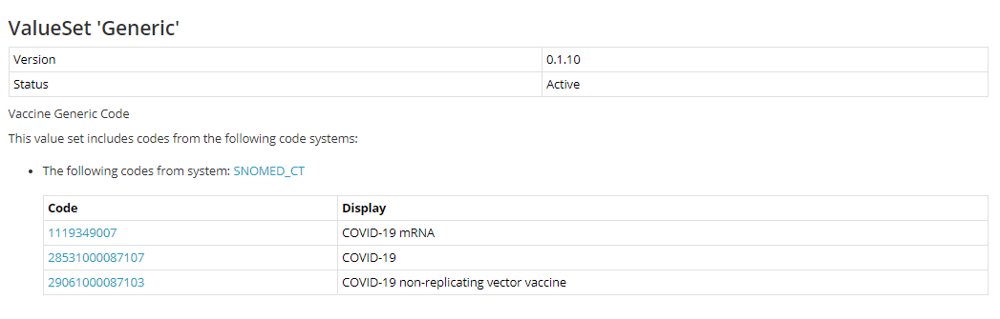 ValueSet 'Generic'
Version 0.1.10
Status Active
Vaccine Generic Code
This value set includes codes from the following code systems:
• The following codes from system: SNOMED_CT
Code Display
1119349007 COVID-19 mRNA
28531000087107 COVID-19
29061000087103 COVID-19 non-replicating vector vaccine